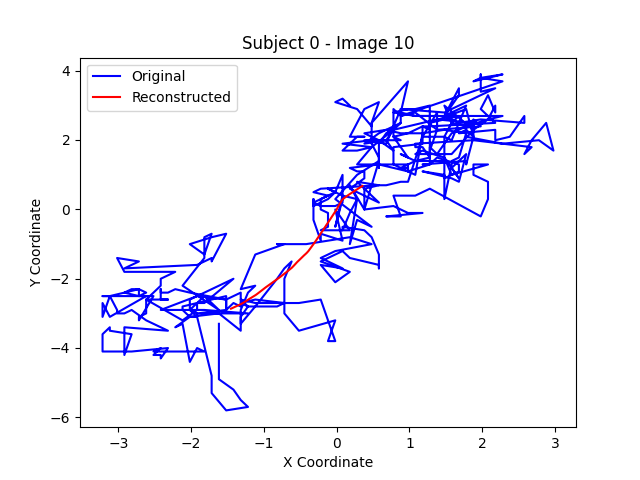 Subject 0 - Image 10
Original
Reconstructed
Y Coordinate
4
2
0
−2
−4
−6
−3
−2
−1
0
1
2
3
X Coordinate